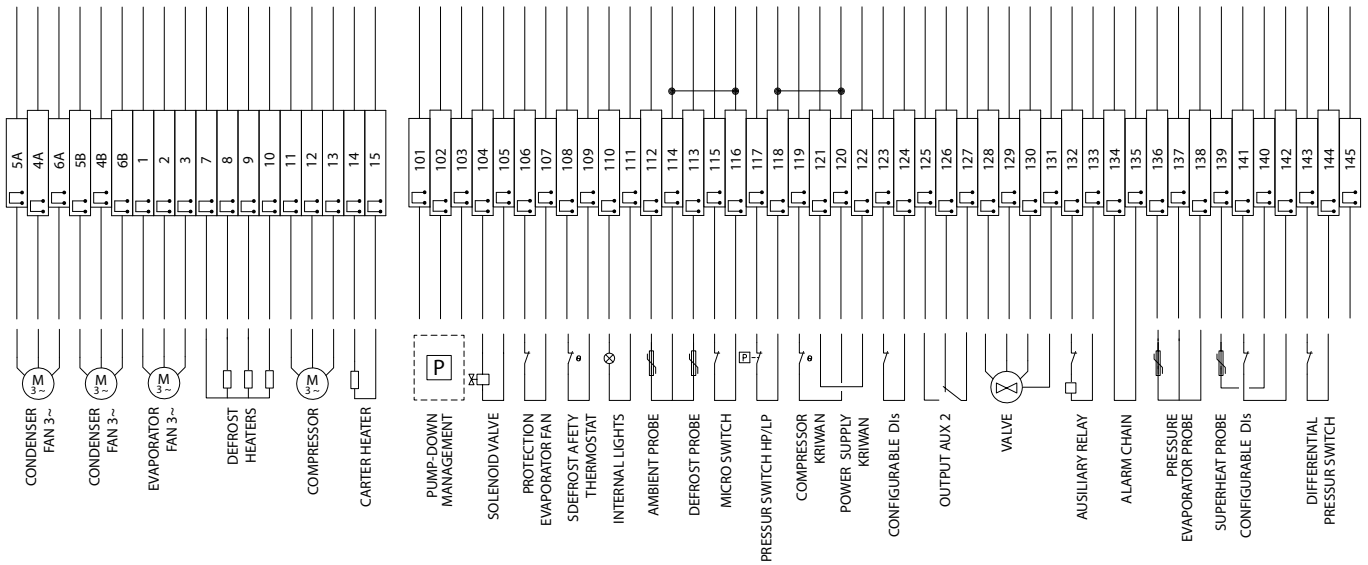 5A
4A
6A
5B
4B
6B
1
2
3
7
8
9
10
11
12
13
14
15
101
102
103
104
105
106
107
108
109
110
111
112
114
113
115
116
117
118
119
121
120
122
123
124
125
126
127
128
129
130
131
132
133
134
135
136
137
138
139
141
140
142
143
144
145
M
3 ~
M
3 ~
M
3 ~
M
3 ~
P
θ
P
θ
CONDENSER
FAN 3~
CONDENSER
FAN 3~
EVAPORATOR
FAN 3~
DEFROST
HEATERS
COMPRESSOR
CARTER HEATER
PUMP-DOWN
MANAGEMENT
SOLENOID VALVE
PROTECTION
EVAPORATOR FAN
SDEFROST AFETY
THERMOSTAT
INTERNAL LIGHTS
AMBIENT PROBE
DEFROST PROBE
MICRO SWITCH
PRESSUR SWITCH HP/LP
COMPRESSOR
KRIWAN
POWER SUPPLY
KRIWAN
CONFIGURABLE DIs
OUTPUT AUX 2
VALVE
AUSILIARY RELAY
ALARM CHAIN
PRESSURE
EVAPORATOR PROBE
SUPERHEAT PROBE
CONFIGURABLE DIs
DIFFERENTIAL
PRESSUR SWITCH